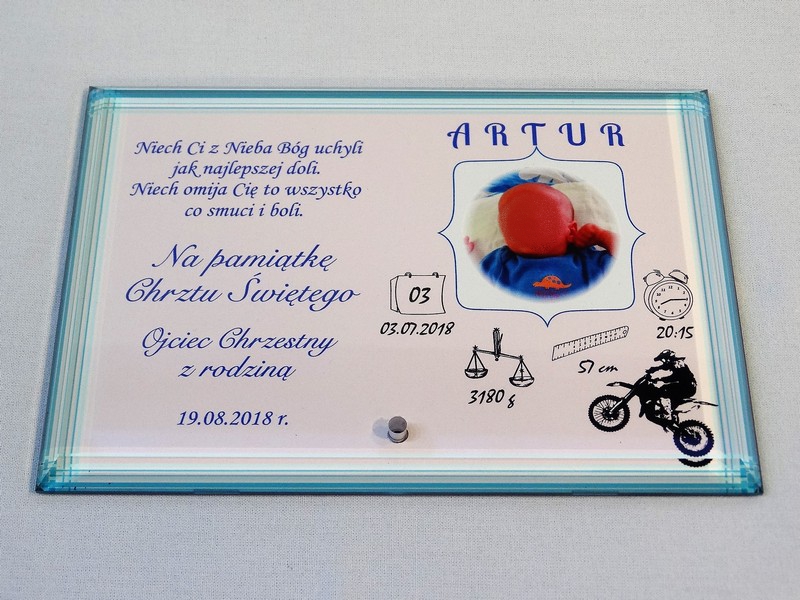 Niech Ci z Nieba Bóg uchyli
jak najlepszej doli.
Niech omija Cię to wszystko
co smuci i boli.
Na pamiątkę
Chrztu Świętego
Ojciec Chrzestny
z rodziną
19.08.2018 r.
ARTUR
03
03.07.2018
20:15
51 cm
3180 g